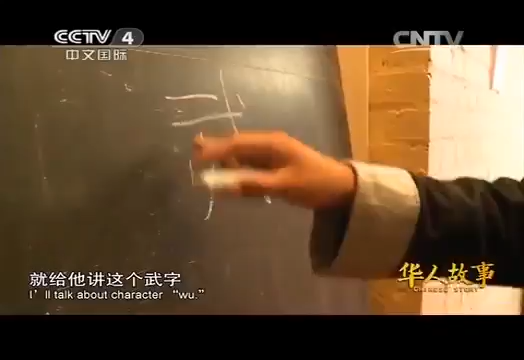 CCTV 4
中文国际
CNTV
武
就给他讲这个武字
I'll talk about character "wu."
华人故事
CHINESE STORY